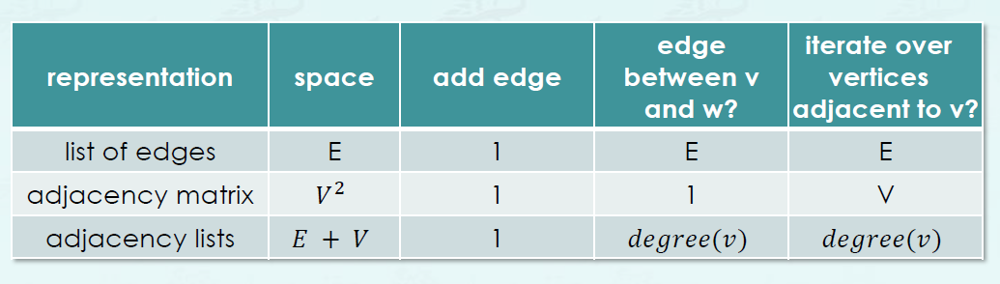 representation space add edge edge between v and w? iterate over vertices adjacent to v?
list of edges E 1 E E
adjacency matrix V² 1 1 V
adjacency lists E + V 1 degree(v) degree(v)